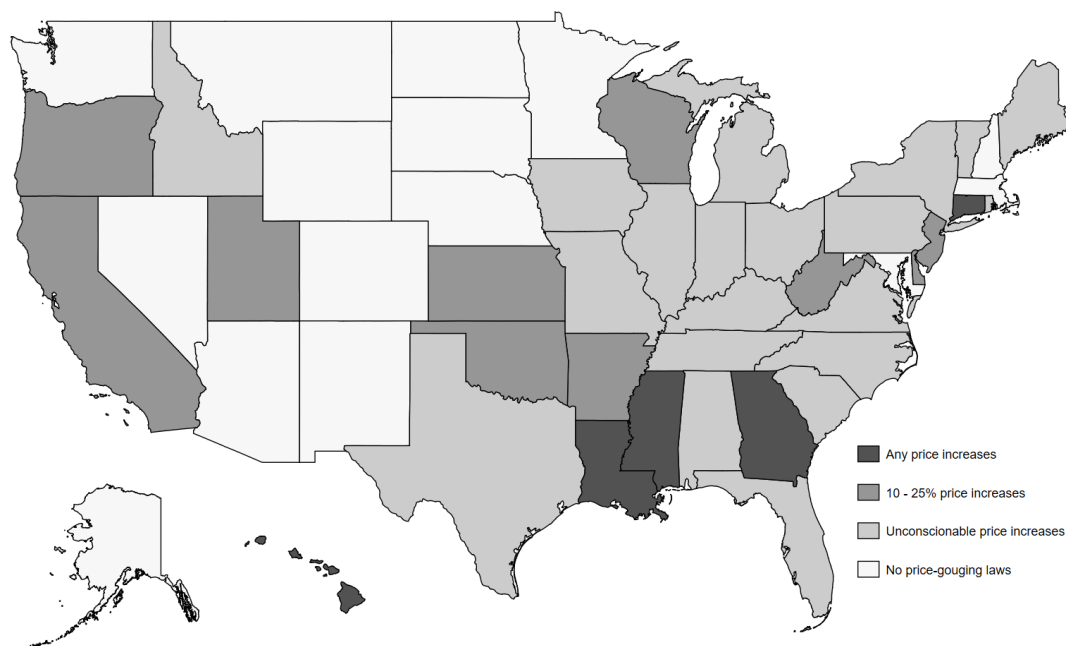 Any price increases
10 - 25% price increases
Unconscionable price increases
No price-gouging laws